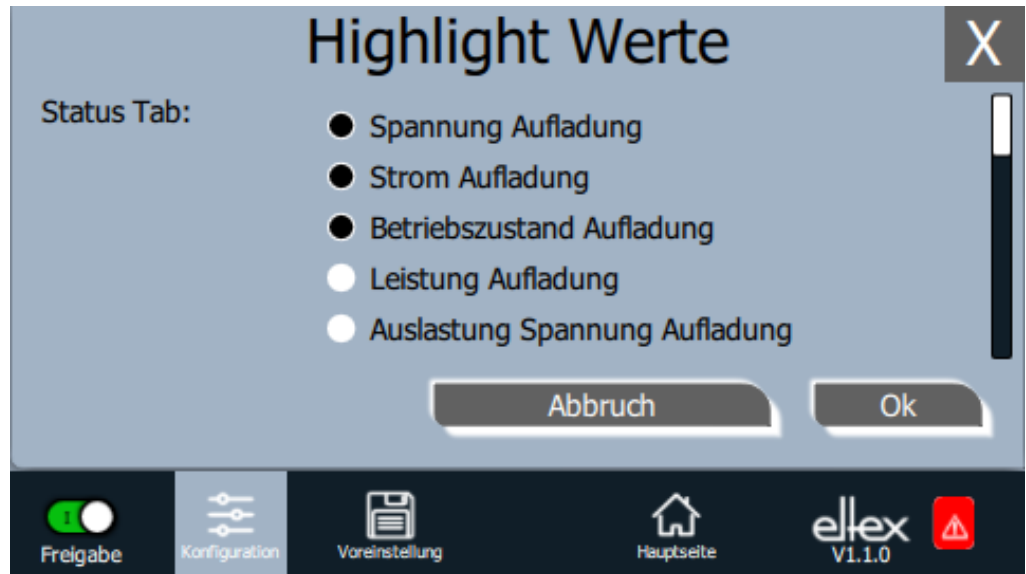 Highlight Werte
X
Status Tab:
Spannung Aufladung
Strom Aufladung
Betriebszustand Aufladung
Leistung Aufladung
Auslastung Spannung Aufladung
Abbruch
Ok
I
Freigabe
Konfiguration
Voreinstellung
Hauptseite
eltex
V1.1.0